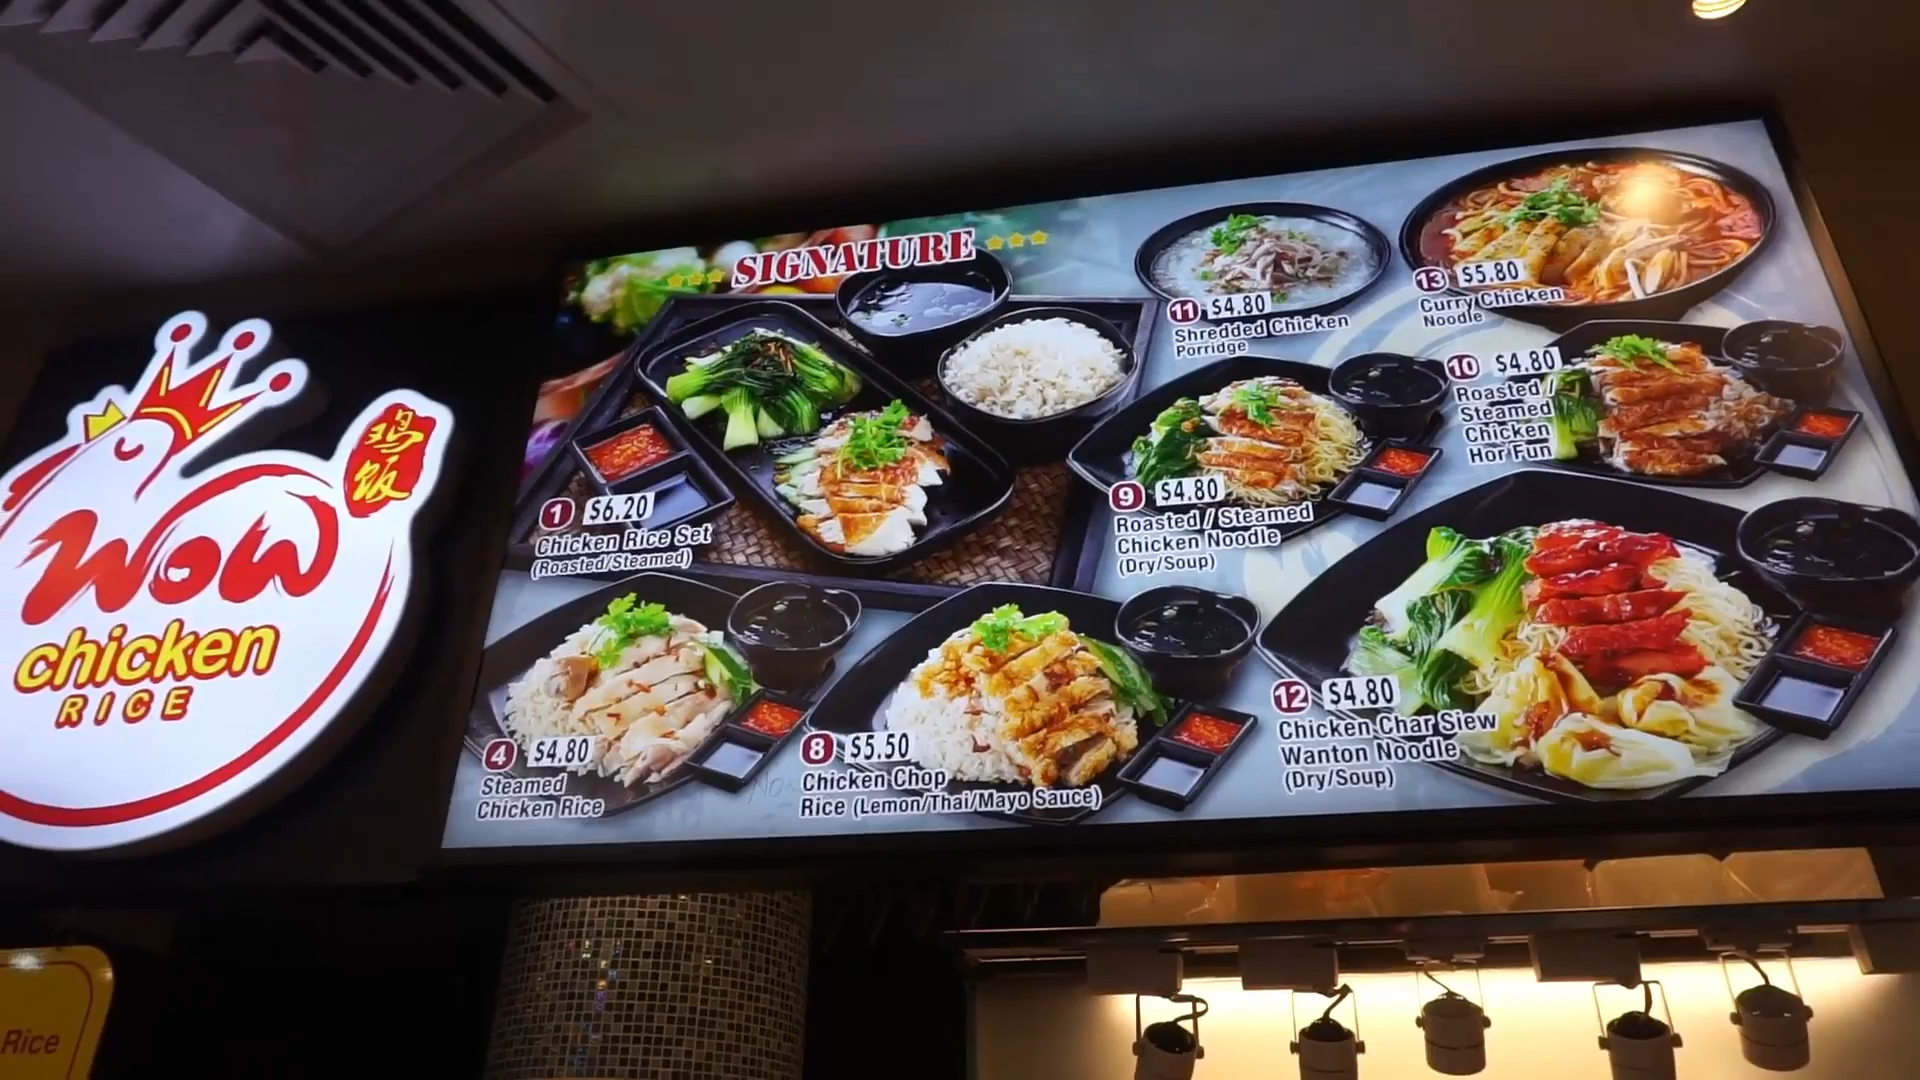 鸡
饭
wow
chicken
RICE
SIGNATURE
1 $6.20
Chicken Rice Set
(Roasted/Steamed)
4 $4.80
Steamed
Chicken Rice
8 $5.50
Chicken Chop
Rice (Lemon/Thai/Mayo Sauce)
11 $4.80
Shredded Chicken
Porridge
9 $4.80
Roasted / Steamed
Chicken Noodle
(Dry/Soup)
13 $5.80
Curry Chicken
Noodle
10 $4.80
Roasted /
Steamed
Chicken
Hor Fun
12 $4.80
Chicken Char Siew
Wanton Noodle
(Dry/Soup)
Rice